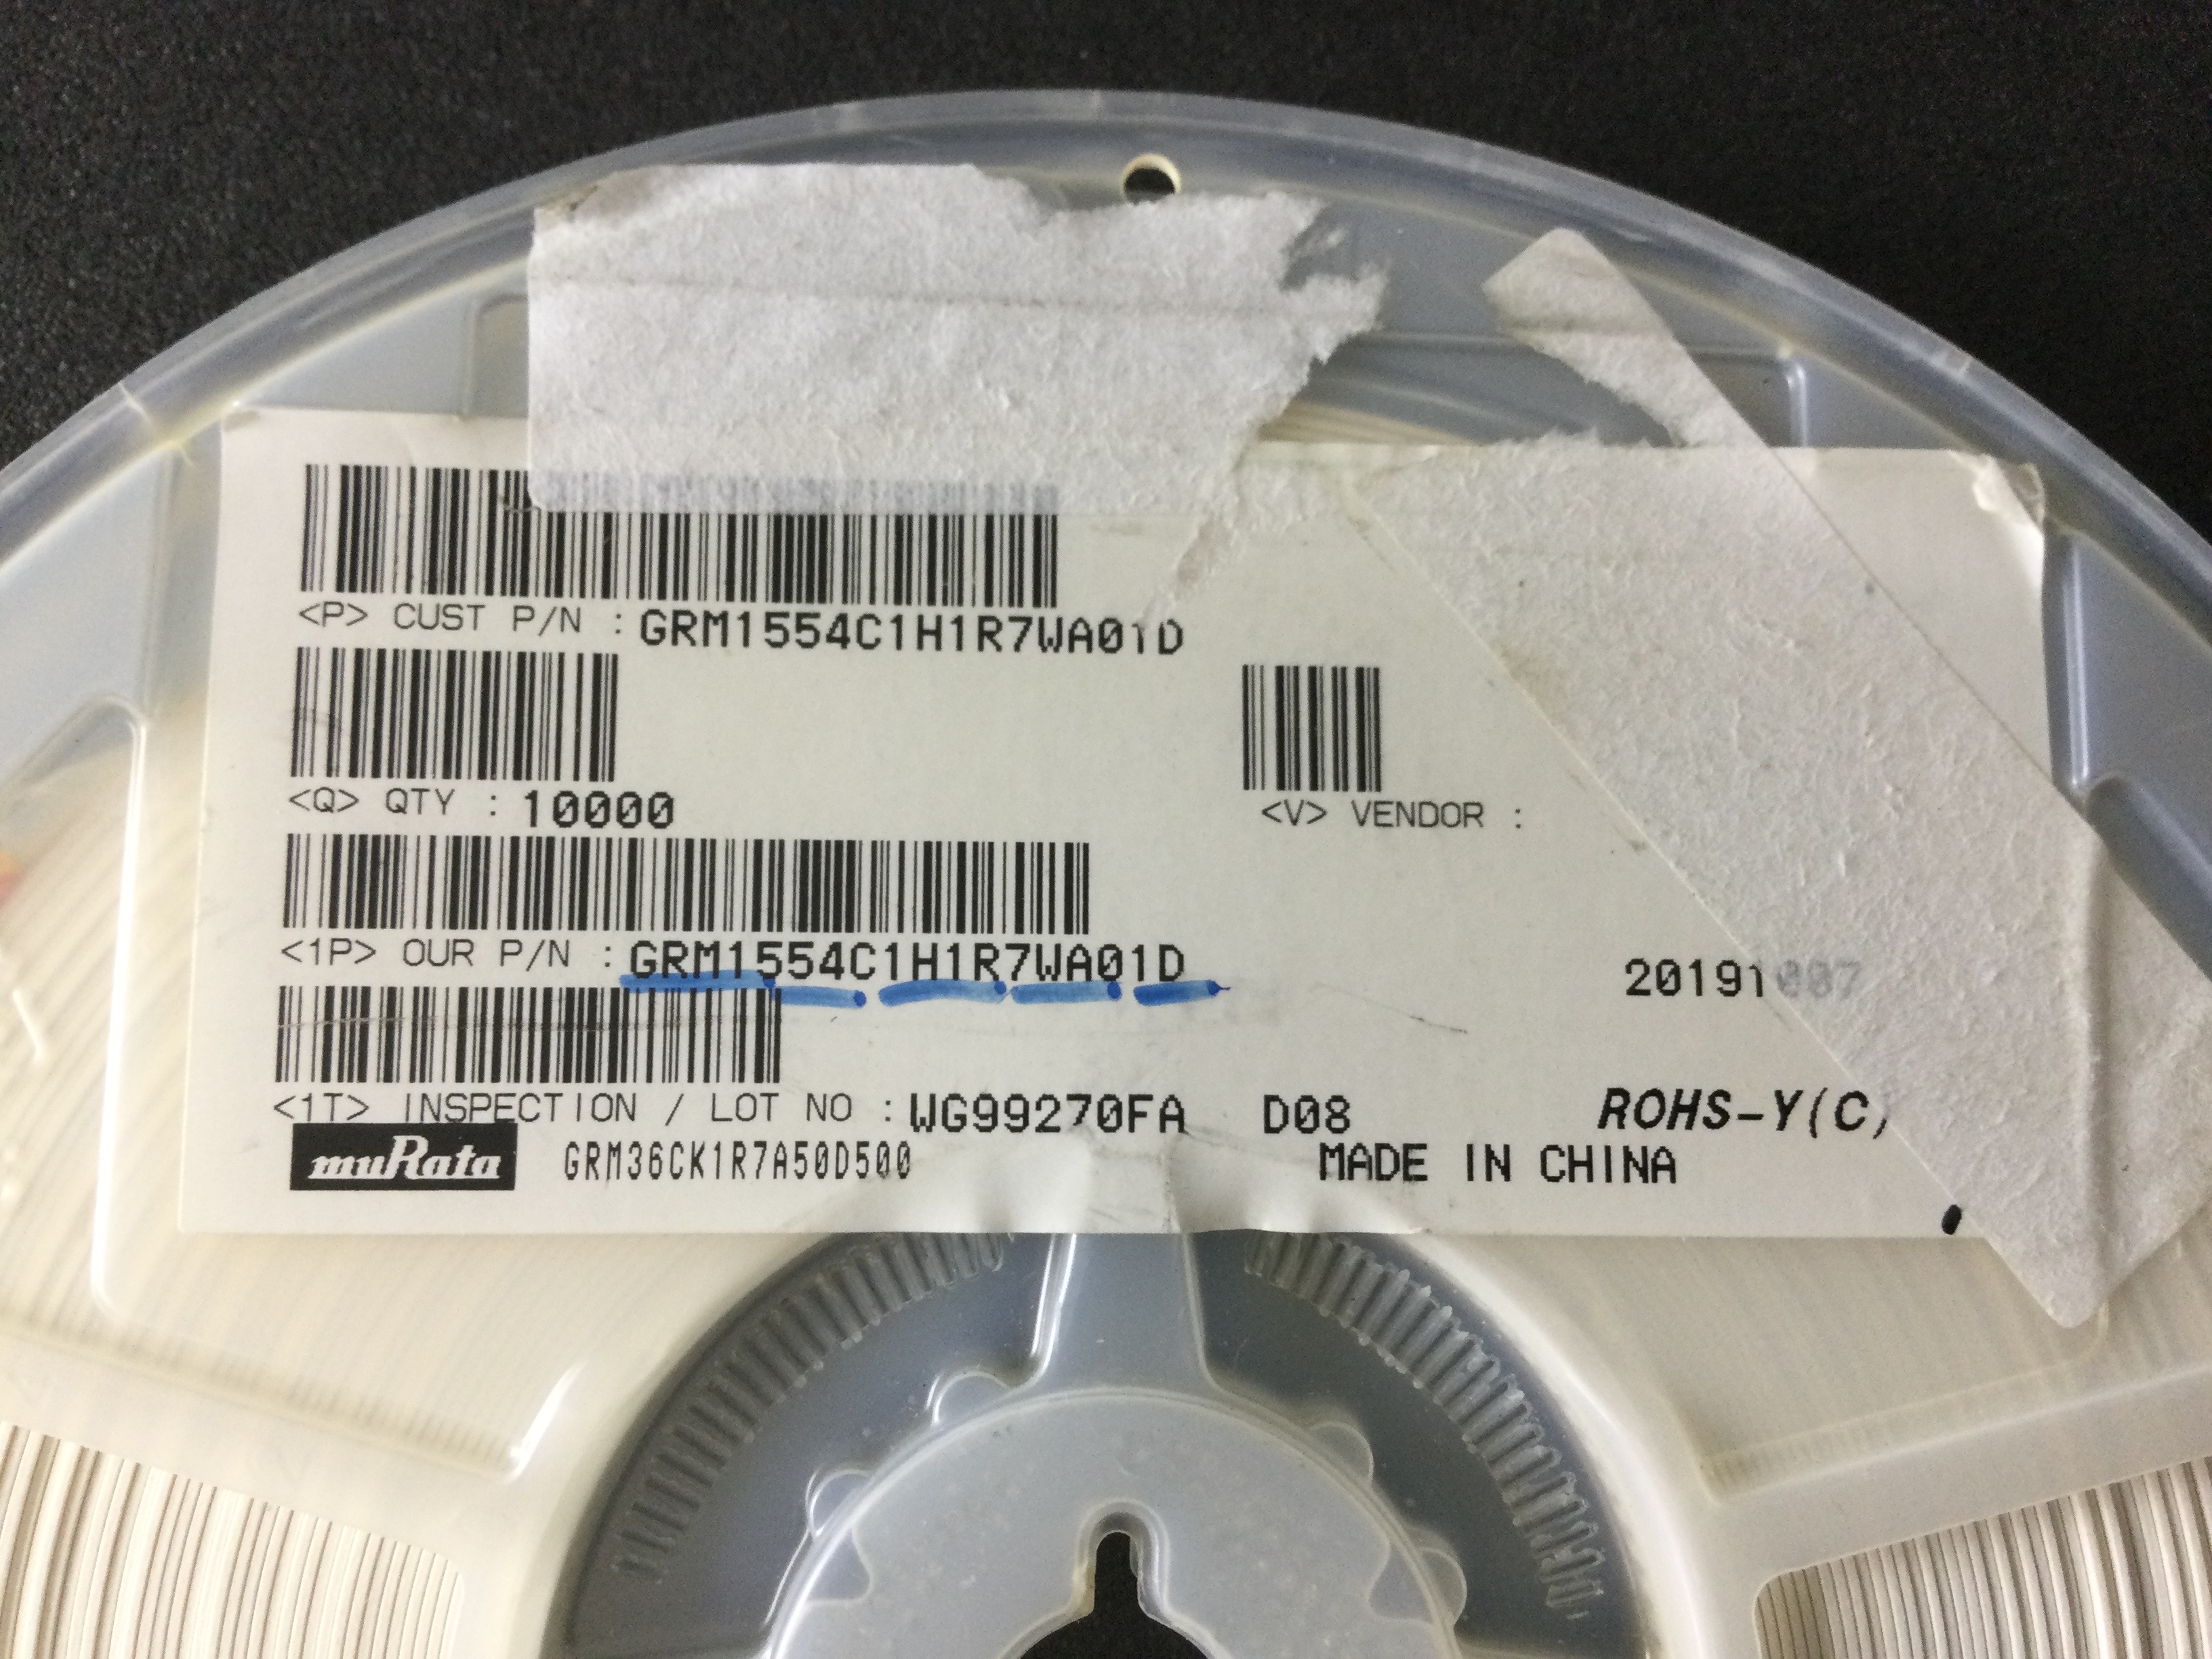 <P> CUST P/N : GRM1554C1H1R7WA01D
<Q> QTY : 10000
<V> VENDOR :
<1P> OUR P/N : GRM1554C1H1R7WA01D
20191007
<1T> INSPECTION / LOT NO : WG99270FA D08
ROHS-Y(C)
muRata GRM36CK1R7A50D500
MADE IN CHINA